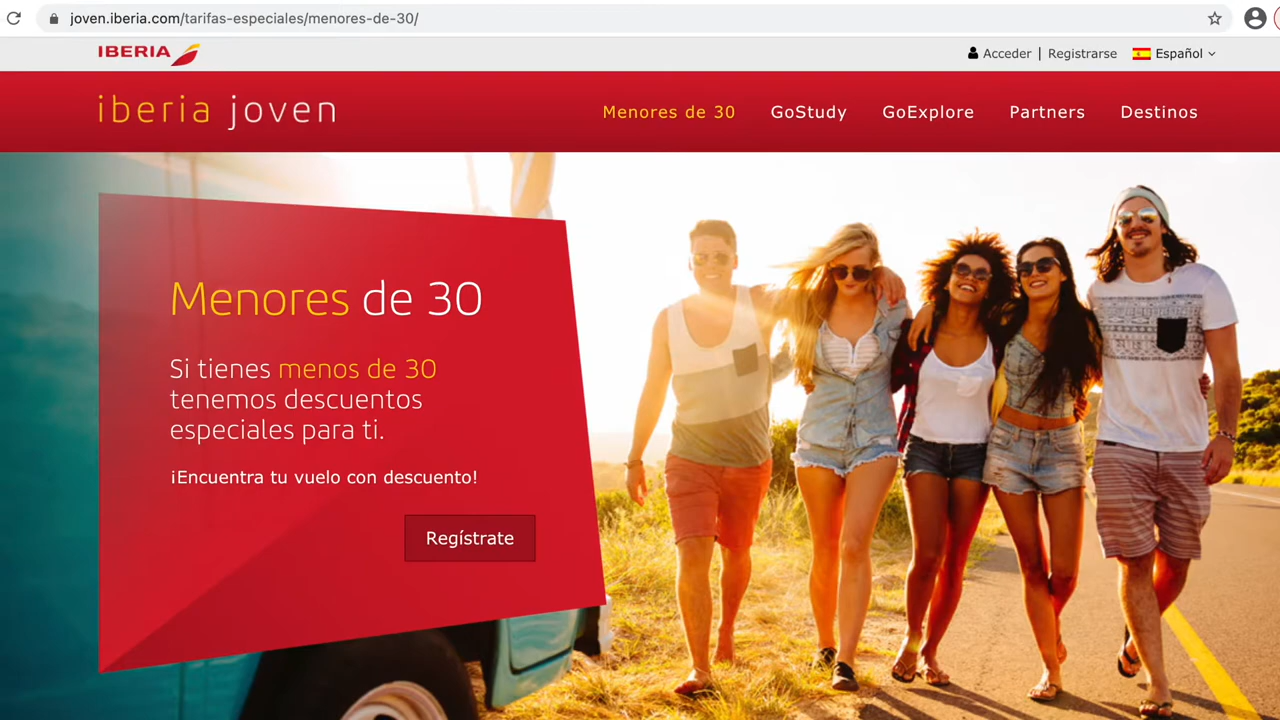 joven.iberia.com/tarifas-especiales/menores-de-30/
IBERIA
Acceder | Registrarse Español
iberia joven
Menores de 30 GoStudy GoExplore Partners Destinos
Menores de 30
Si tienes menos de 30
tenemos descuentos
especiales para ti.
¡Encuentra tu vuelo con descuento!
Regístrate